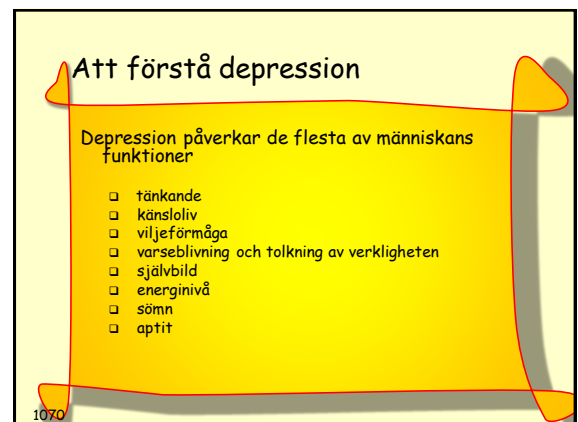 Att förstå depression
Depression påverkar de flesta av människans
funktioner
tänkande
känsloliv
viljeförmåga
varseblivning och tolkning av verkligheten
självbild
energinivå
sömn
aptit
1070